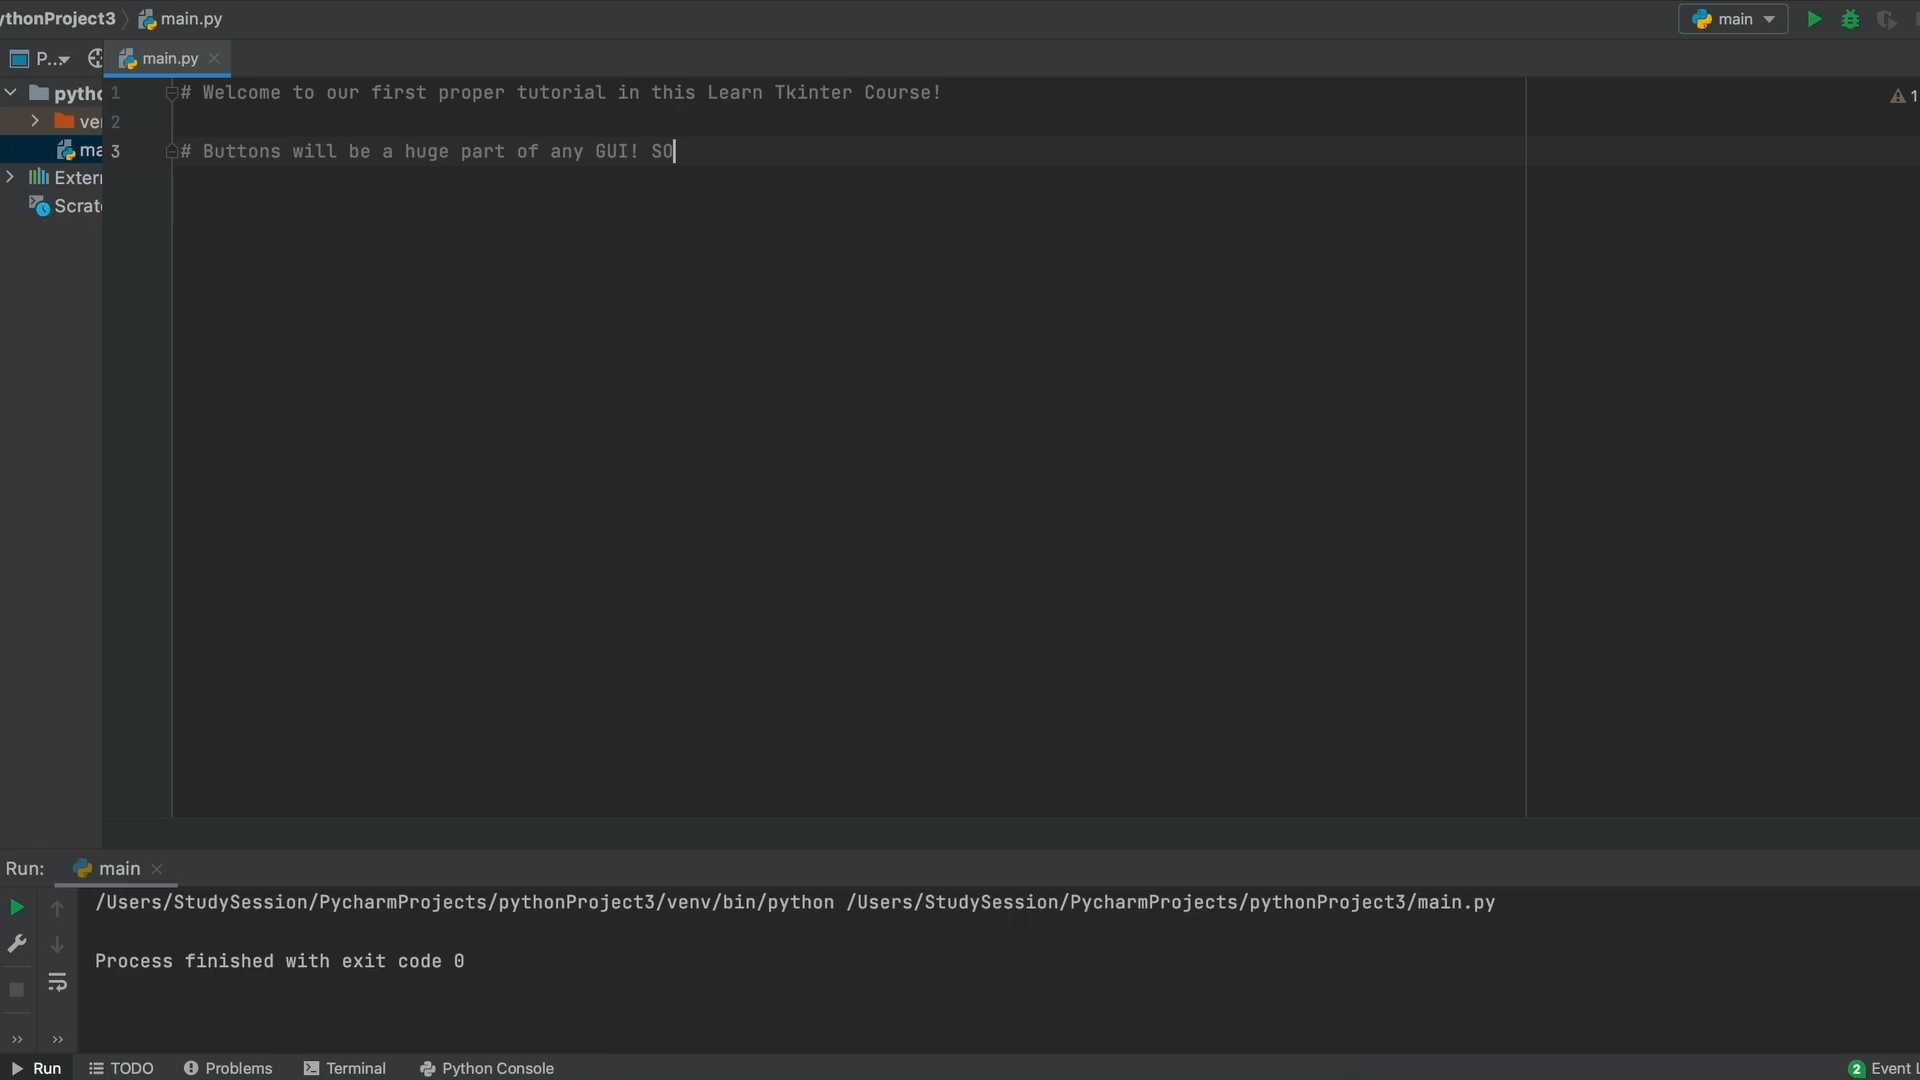 ythonProject3 main.py
main
P... main.py
1 # Welcome to our first proper tutorial in this Learn Tkinter Course!
2
3 # Buttons will be a huge part of any GUI! SO
1
pytho
ve
ma
Extern
Scrat
Run: main
/Users/StudySession/PycharmProjects/pythonProject3/venv/bin/python /Users/StudySession/PycharmProjects/pythonProject3/main.py
Process finished with exit code 0
Run TODO Problems Terminal Python Console 2 Event L